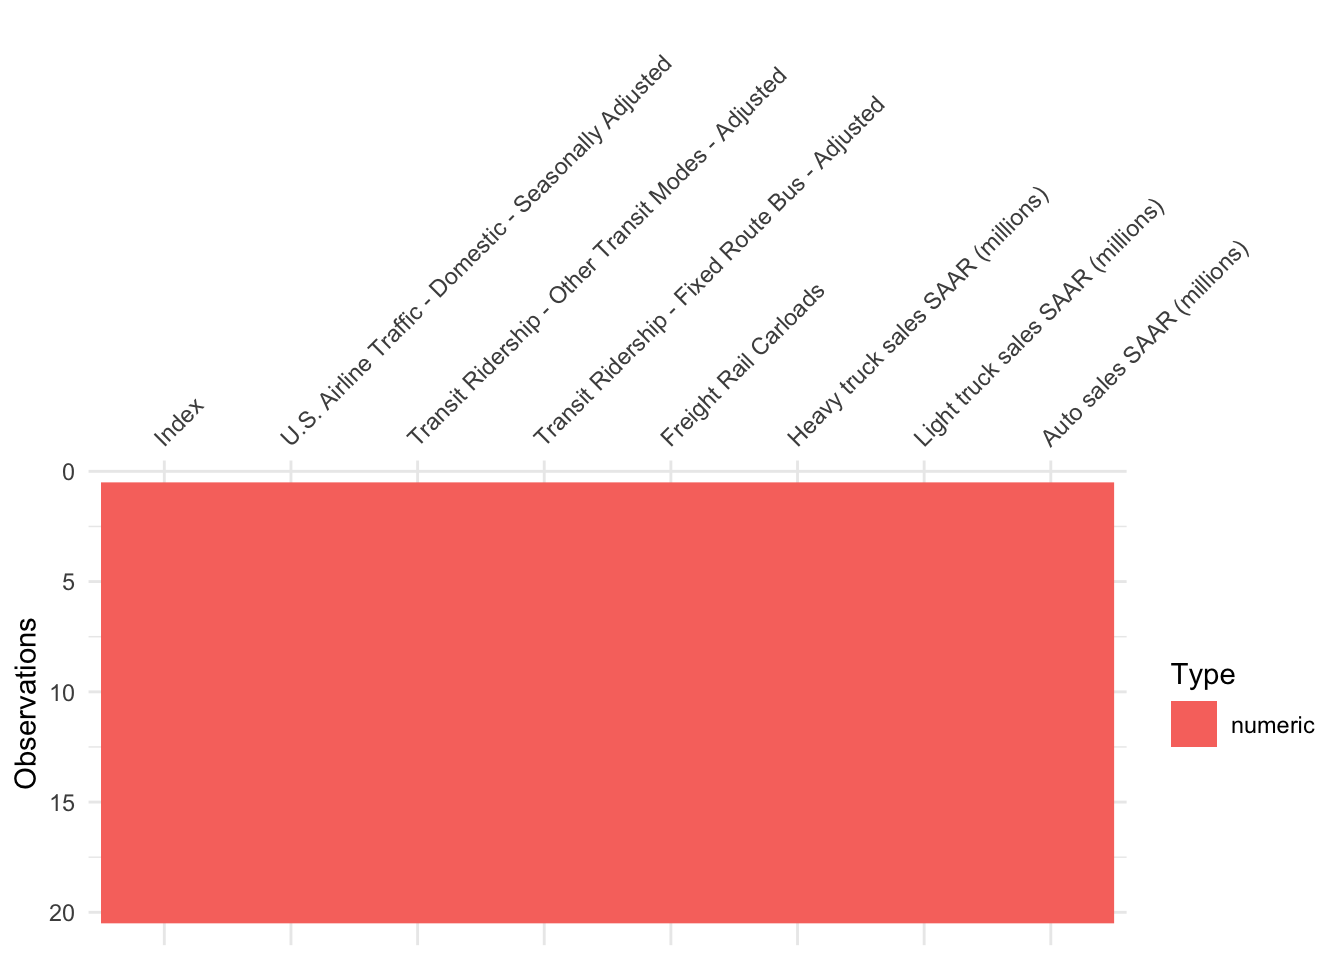 Index
U.S. Airline Traffic - Domestic - Seasonally Adjusted
Transit Ridership - Other Transit Modes - Adjusted
Transit Ridership - Fixed Route Bus - Adjusted
Freight Rail Carloads
Heavy truck sales SAAR (millions)
Light truck sales SAAR (millions)
Auto sales SAAR (millions)
0
5
10
15
20
Observations
Type
numeric